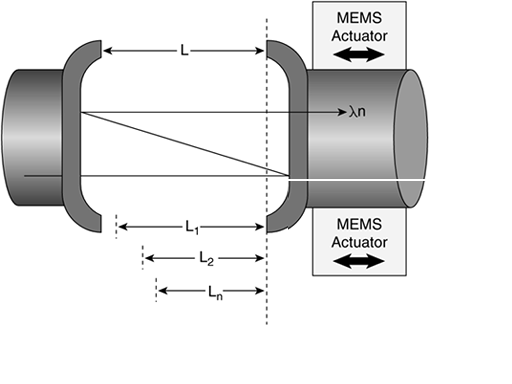 MEMS
Actuator
L
λn
L₁
L₂
Lₙ
MEMS
Actuator